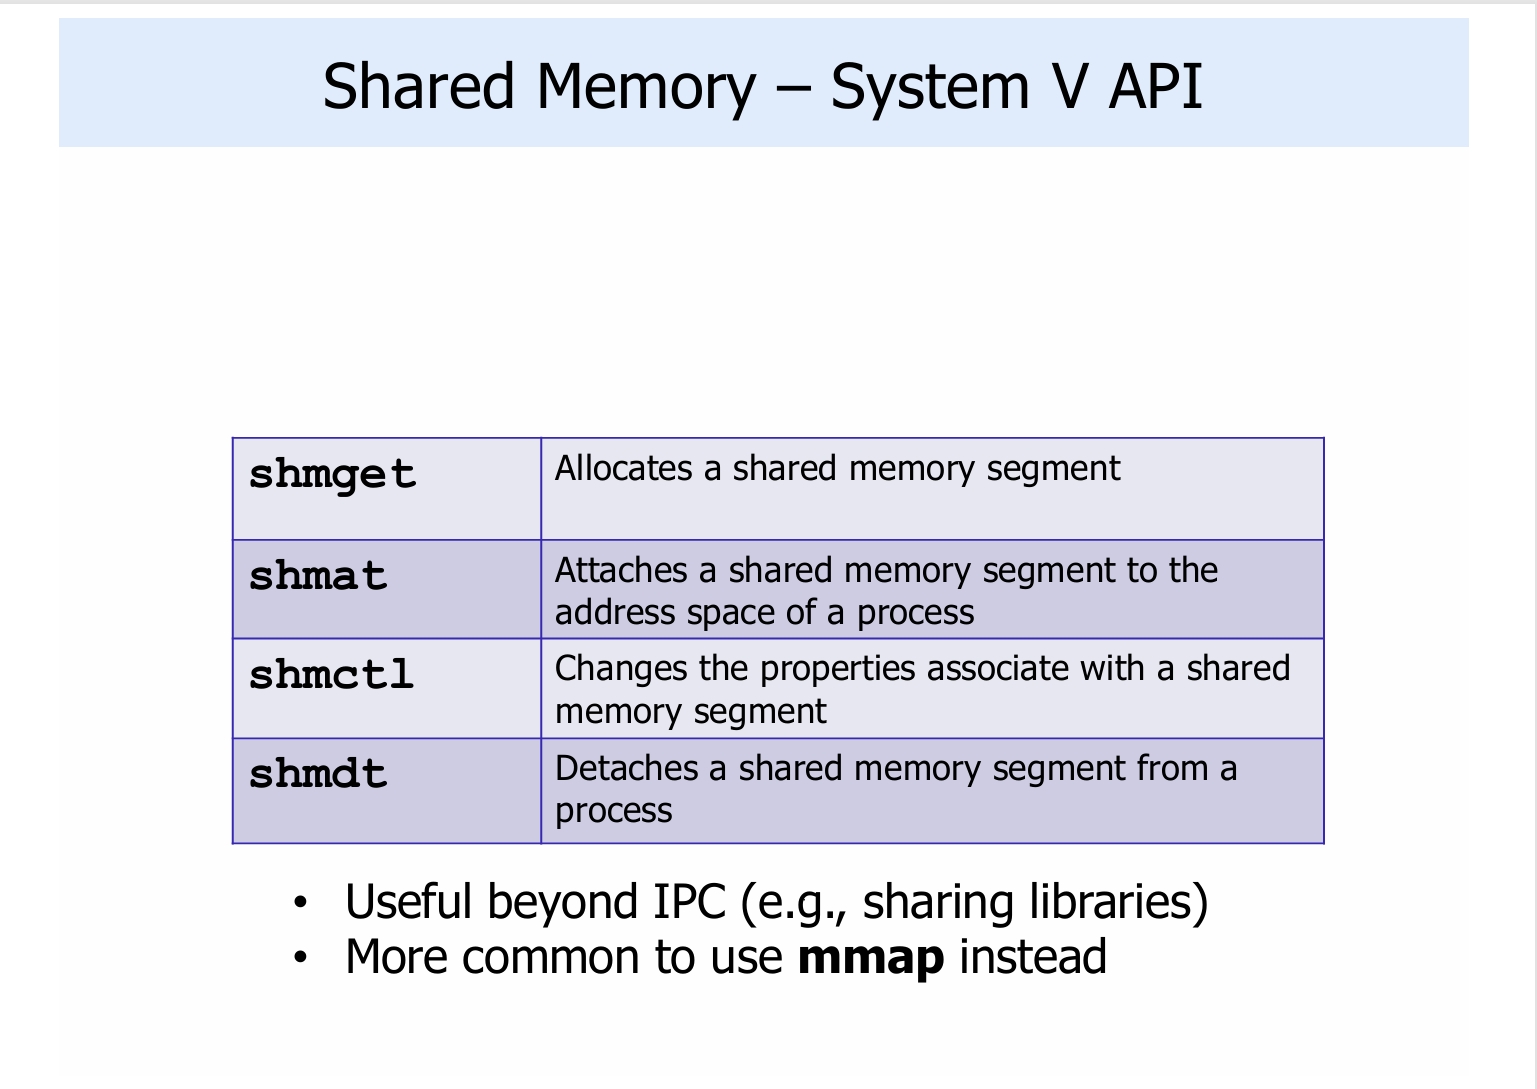 Shared Memory – System V API
shmget
Allocates a shared memory segment
shmat
Attaches a shared memory segment to the
address space of a process
shmctl
Changes the properties associate with a shared
memory segment
shmdt
Detaches a shared memory segment from a
process
• Useful beyond IPC (e.g., sharing libraries)
• More common to use mmap instead